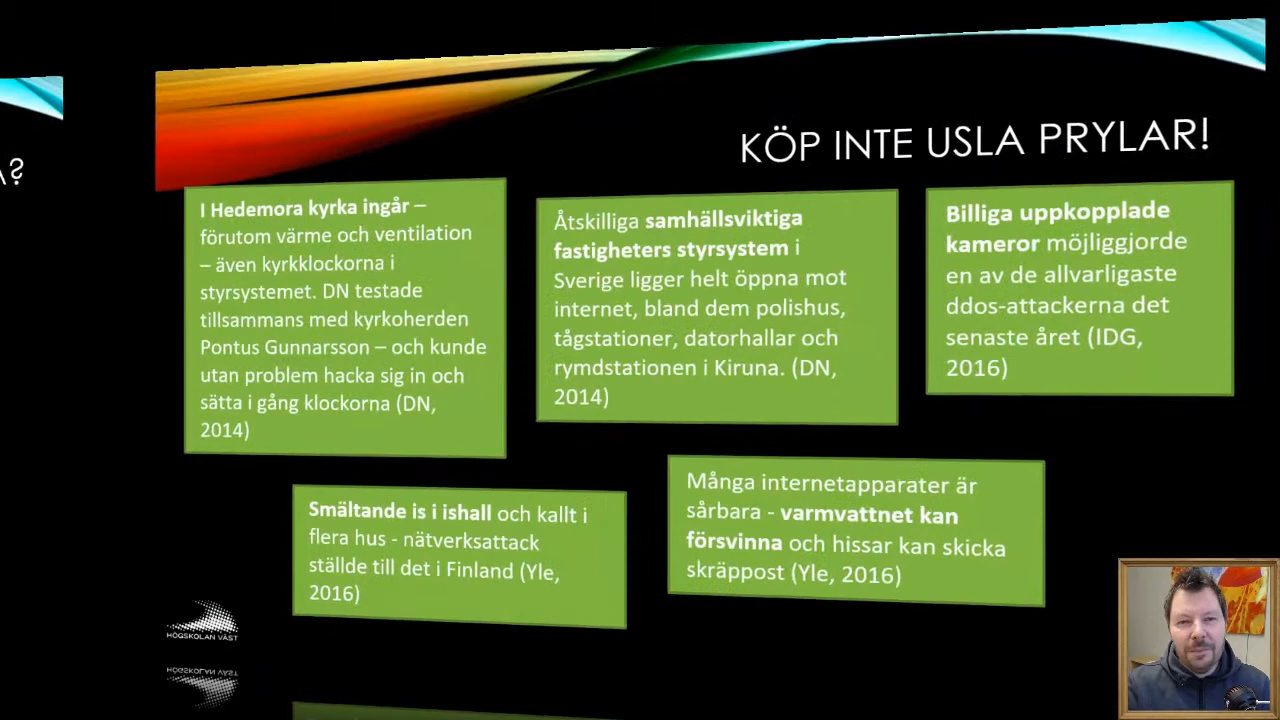 A?
KÖP INTE USLA PRYLAR!
I Hedemora kyrka ingår –
förutom värme och ventilation
– även kyrkklockorna i
styrsystemet. DN testade
tillsammans med kyrkoherden
Pontus Gunnarsson – och kunde
utan problem hacka sig in och
sätta i gång klockorna (DN,
2014)
Åtskilliga samhällsviktiga
fastigheters styrsystem i
Sverige ligger helt öppna mot
internet, bland dem polishus,
tågstationer, datorhallar och
rymdstationen i Kiruna. (DN,
2014)
Billiga uppkopplade
kameror möjliggjorde
en av de allvarligaste
ddos-attackerna det
senaste året (IDG,
2016)
Smältande is i ishall och kallt i
flera hus - nätverksattack
ställde till det i Finland (Yle,
2016)
Många internetapparater är
sårbara - varmvattnet kan
försvinna och hissar kan skicka
skräppost (Yle, 2016)
HÖGSKOLAN VÄST